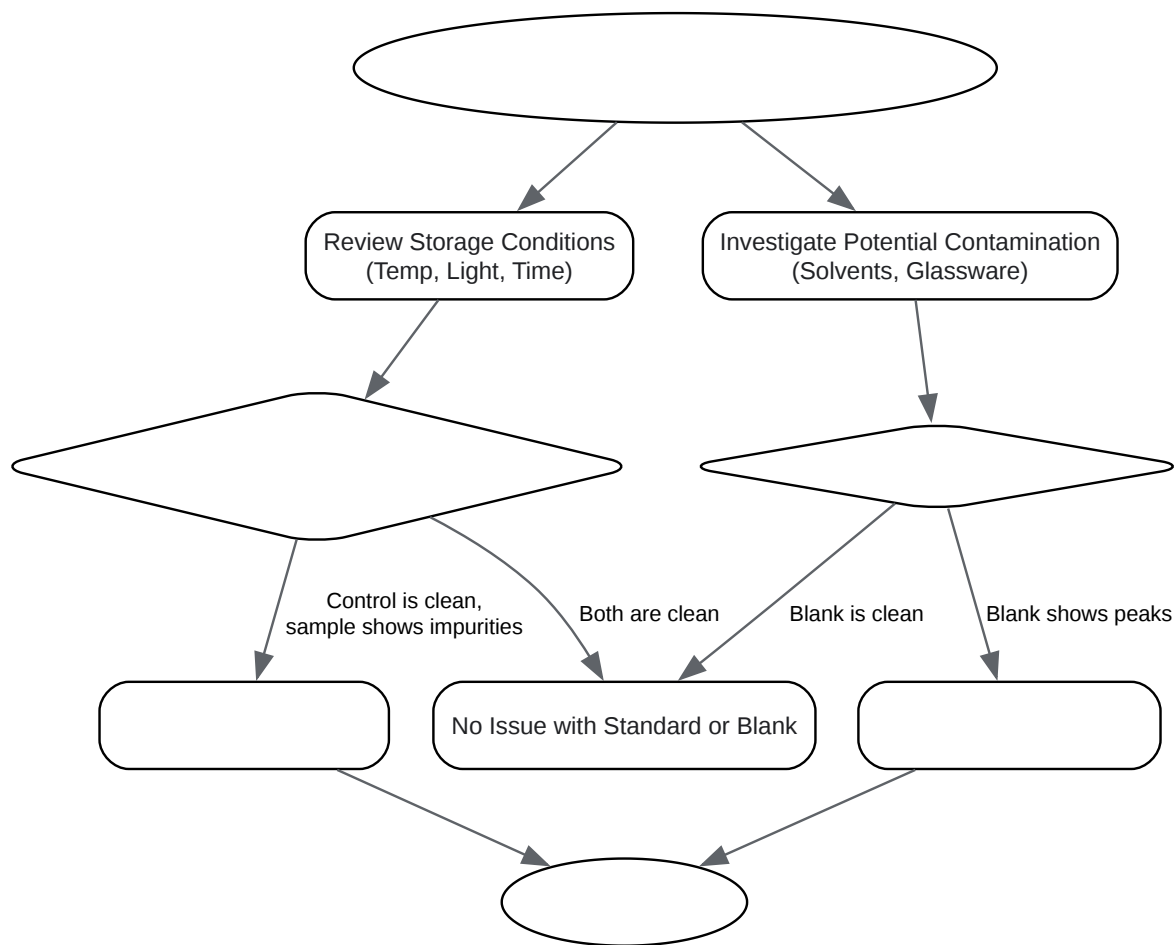 Review Storage Conditions
(Temp, Light, Time)
Investigate Potential Contamination
(Solvents, Glassware)
Control is clean,
sample shows impurities
Both are clean
Blank is clean
Blank shows peaks
No Issue with Standard or Blank